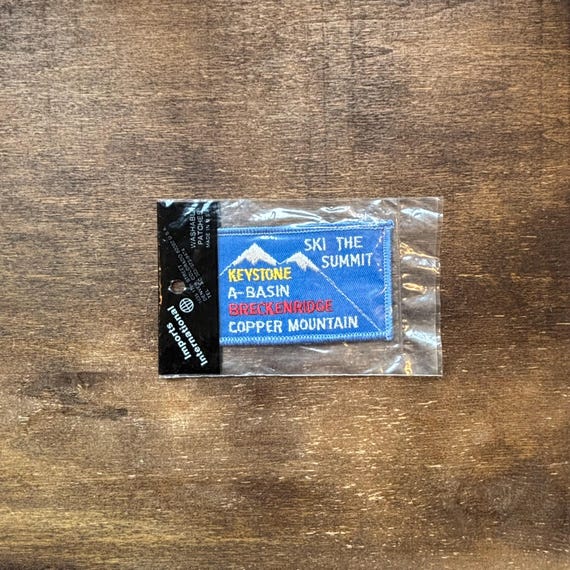 SKI THE
SUMMIT
KEYSTONE
A-BASIN
BRECKENRIDGE
COPPER MOUNTAIN
Imports
International
WASHABLE
PATCHES